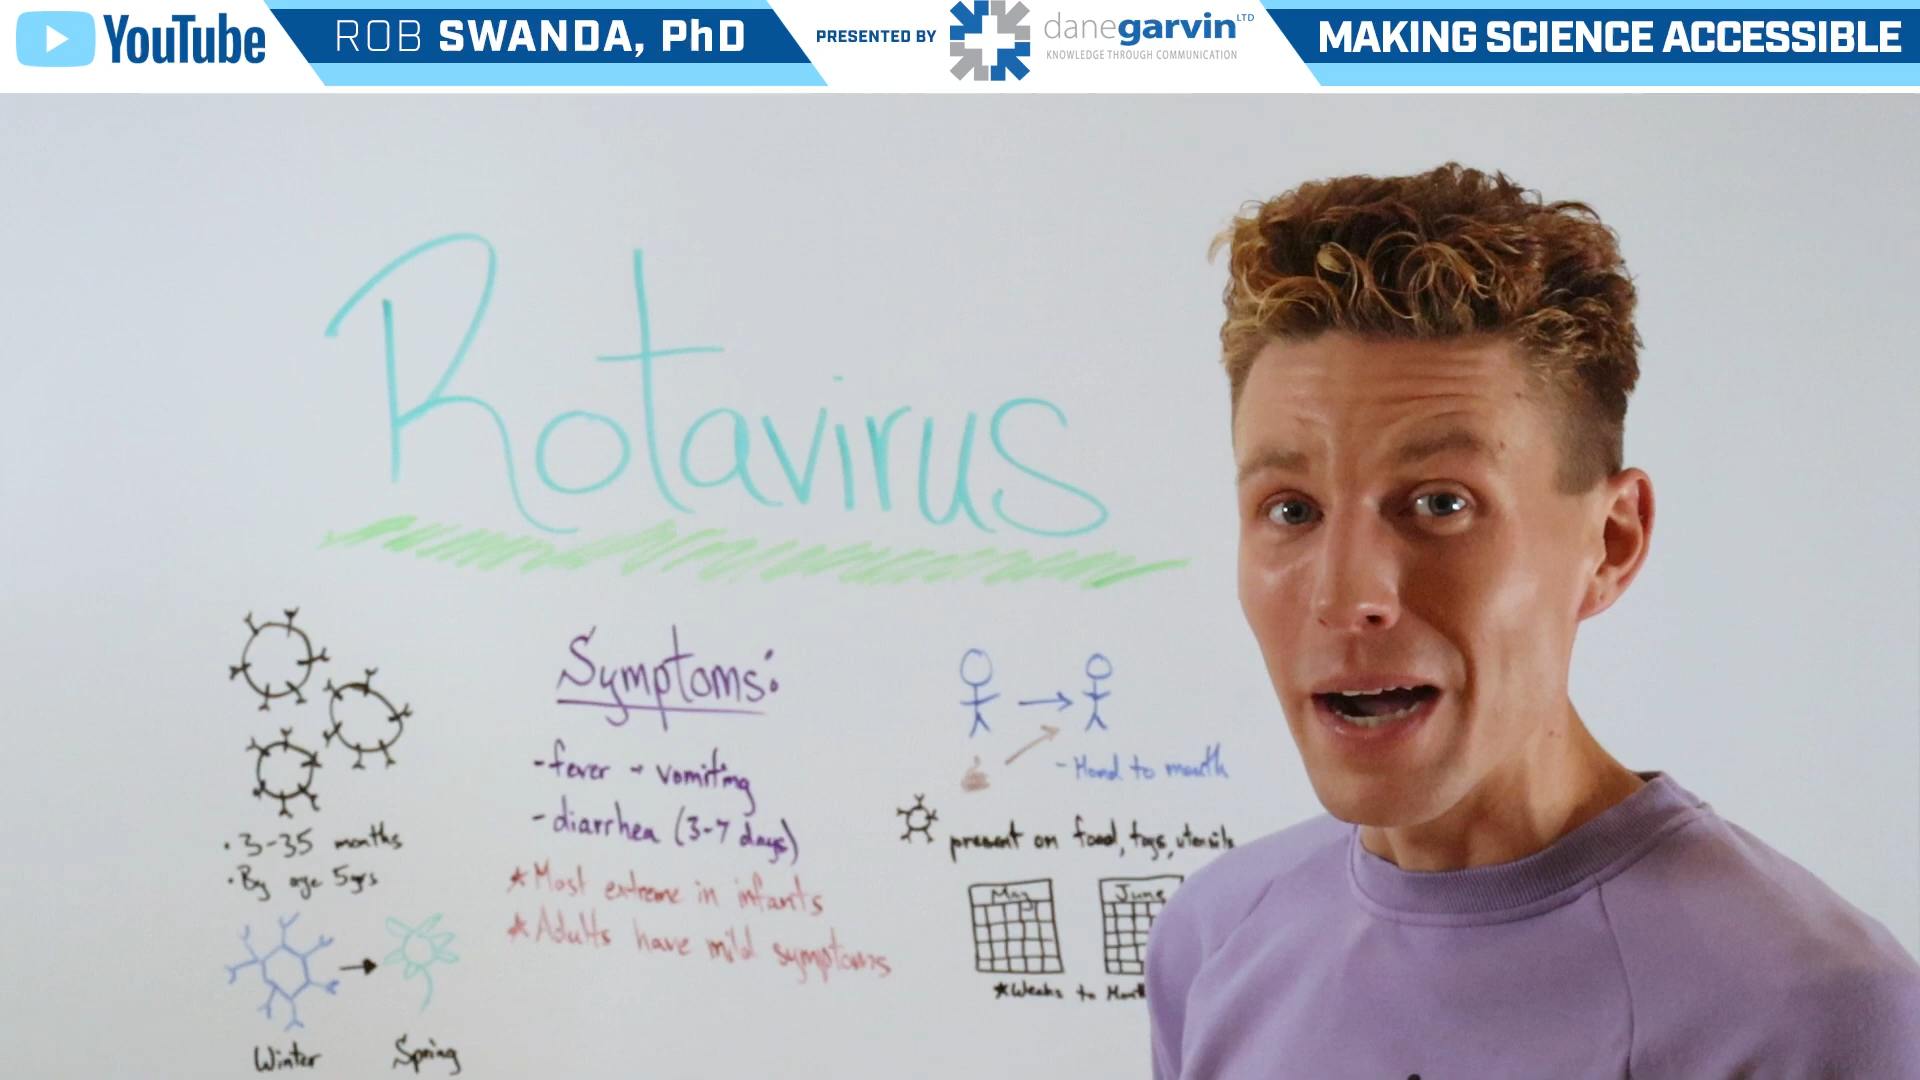 YouTube
ROB SWANDA, PhD
PRESENTED BY
danegarvin LTD
KNOWLEDGE THROUGH COMMUNICATION
MAKING SCIENCE ACCESSIBLE
Rotavirus
Symptoms:
- fever + vomiting
- diarrhea (3-7 days)
* Most extreme in infants
* Adults have mild symptoms
• 3-35 months
• By age 5yrs
Winter
Spring
- Hand to mouth
present on food, toys, utensils
May
June
* Weeks to